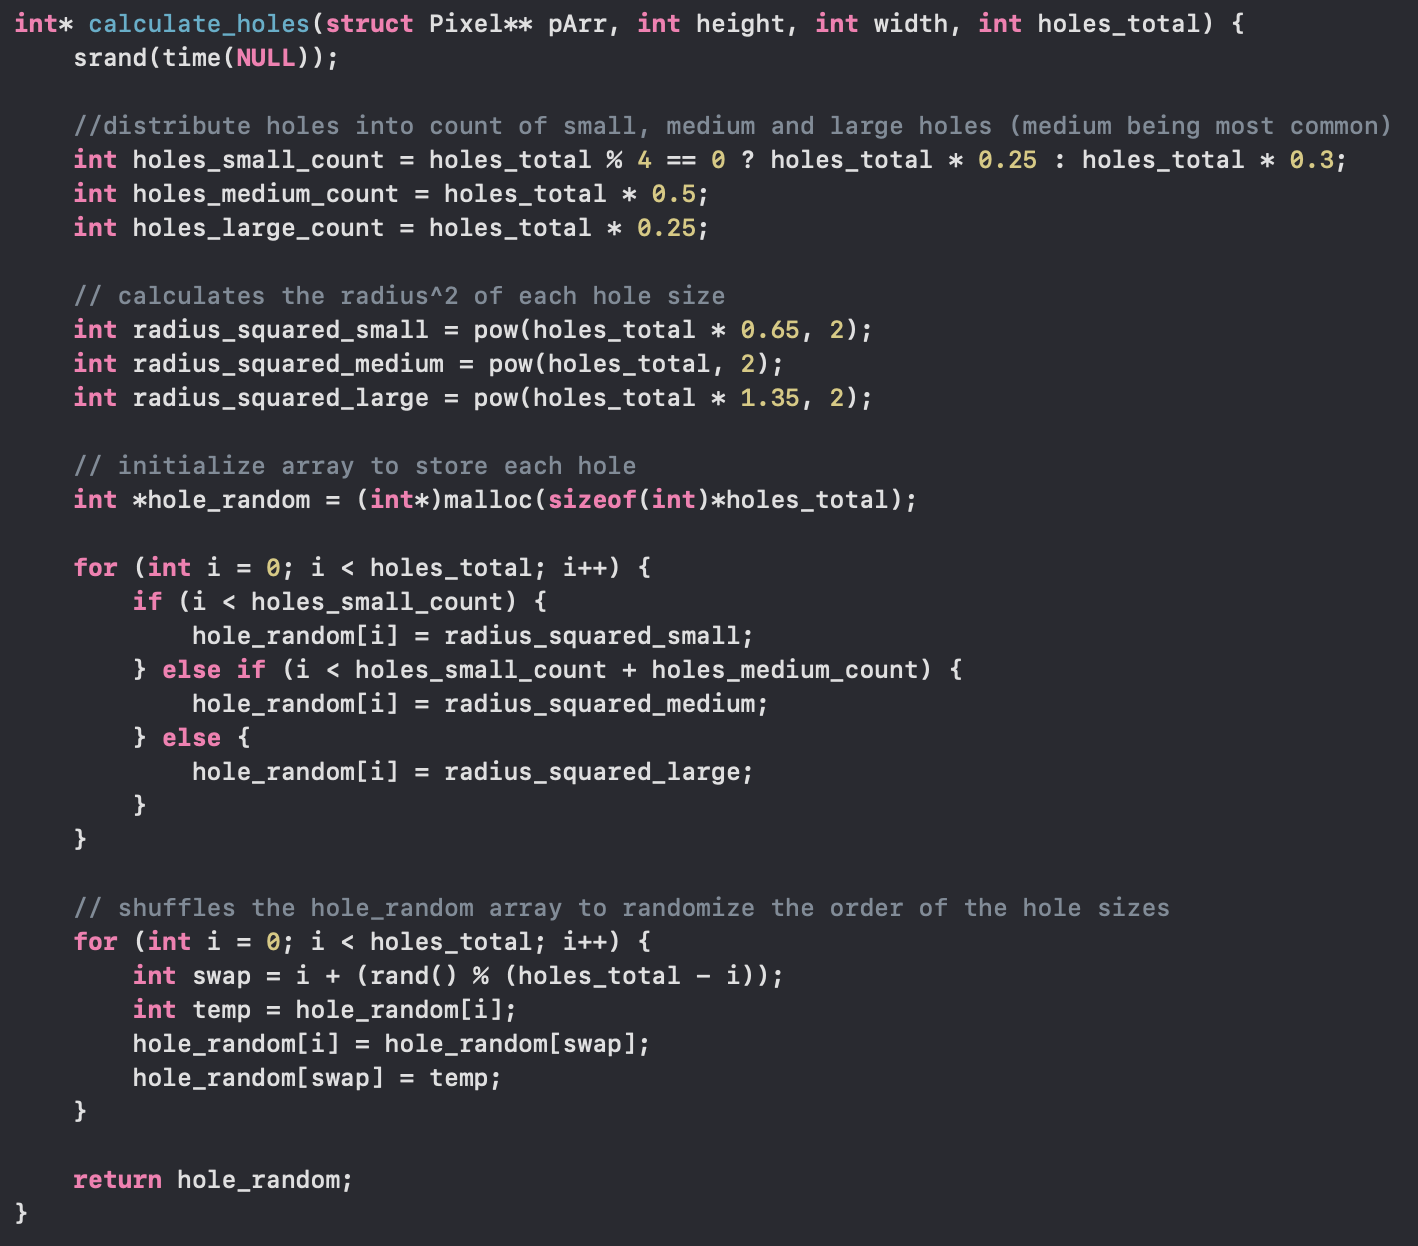 int* calculate_holes(struct Pixel** pArr, int height, int width, int holes_total) {
    srand(time(NULL));

    //distribute holes into count of small, medium and large holes (medium being most common)
    int holes_small_count = holes_total % 4 == 0 ? holes_total * 0.25 : holes_total * 0.3;
    int holes_medium_count = holes_total * 0.5;
    int holes_large_count = holes_total * 0.25;

    // calculates the radius^2 of each hole size
    int radius_squared_small = pow(holes_total * 0.65, 2);
    int radius_squared_medium = pow(holes_total, 2);
    int radius_squared_large = pow(holes_total * 1.35, 2);

    // initialize array to store each hole
    int *hole_random = (int*)malloc(sizeof(int)*holes_total);

    for (int i = 0; i < holes_total; i++) {
        if (i < holes_small_count) {
            hole_random[i] = radius_squared_small;
        } else if (i < holes_small_count + holes_medium_count) {
            hole_random[i] = radius_squared_medium;
        } else {
            hole_random[i] = radius_squared_large;
        }
    }

    // shuffles the hole_random array to randomize the order of the hole sizes
    for (int i = 0; i < holes_total; i++) {
        int swap = i + (rand() % (holes_total - i));
        int temp = hole_random[i];
        hole_random[i] = hole_random[swap];
        hole_random[swap] = temp;
    }

    return hole_random;
}